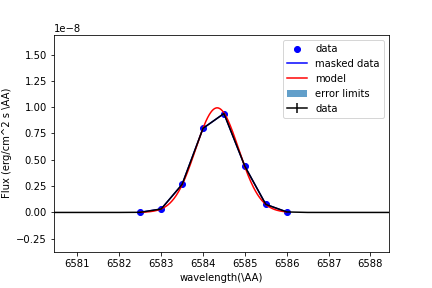 1e−8
data
masked data
model
error limits
data
1.50
1.25
1.00
0.75
0.50
0.25
0.00
−0.25
Flux (erg/cm^2 s \AA)
6581 6582 6583 6584 6585 6586 6587 6588
wavelength(\AA)